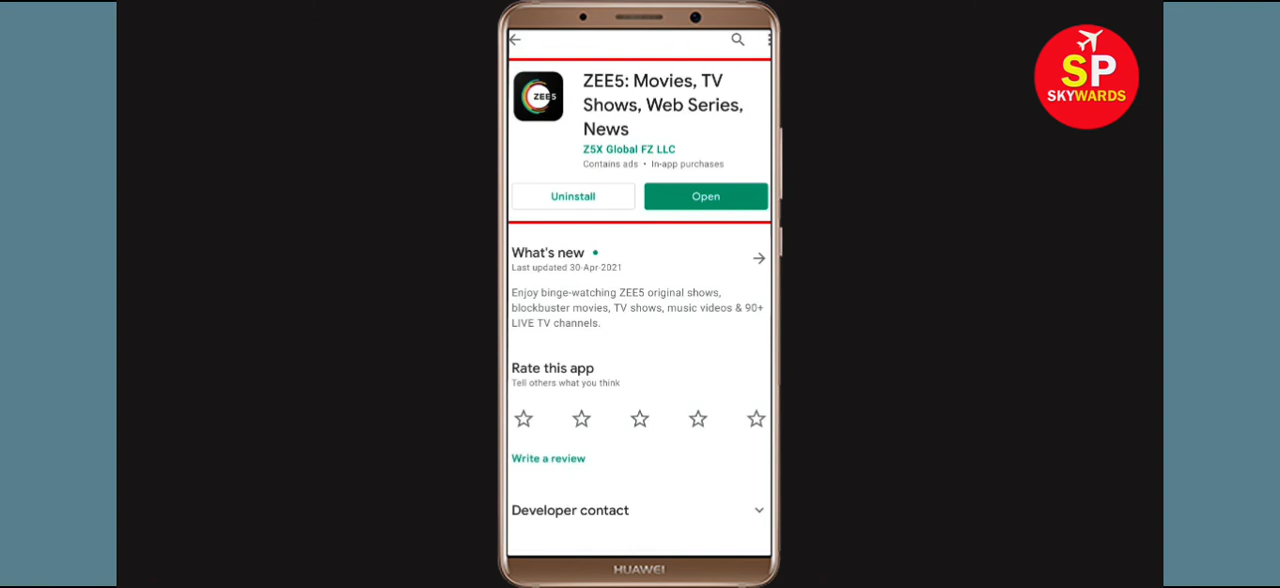 SP
SKYWARDS
ZEE5
ZEE5: Movies, TV
Shows, Web Series,
News
Z5X Global FZ LLC
Contains ads • In-app purchases
Uninstall
Open
What's new •
Last updated 30-Apr-2021
Enjoy binge-watching ZEE5 original shows,
blockbuster movies, TV shows, music videos & 90+
LIVE TV channels.
Rate this app
Tell others what you think
Write a review
Developer contact
HUAWEI